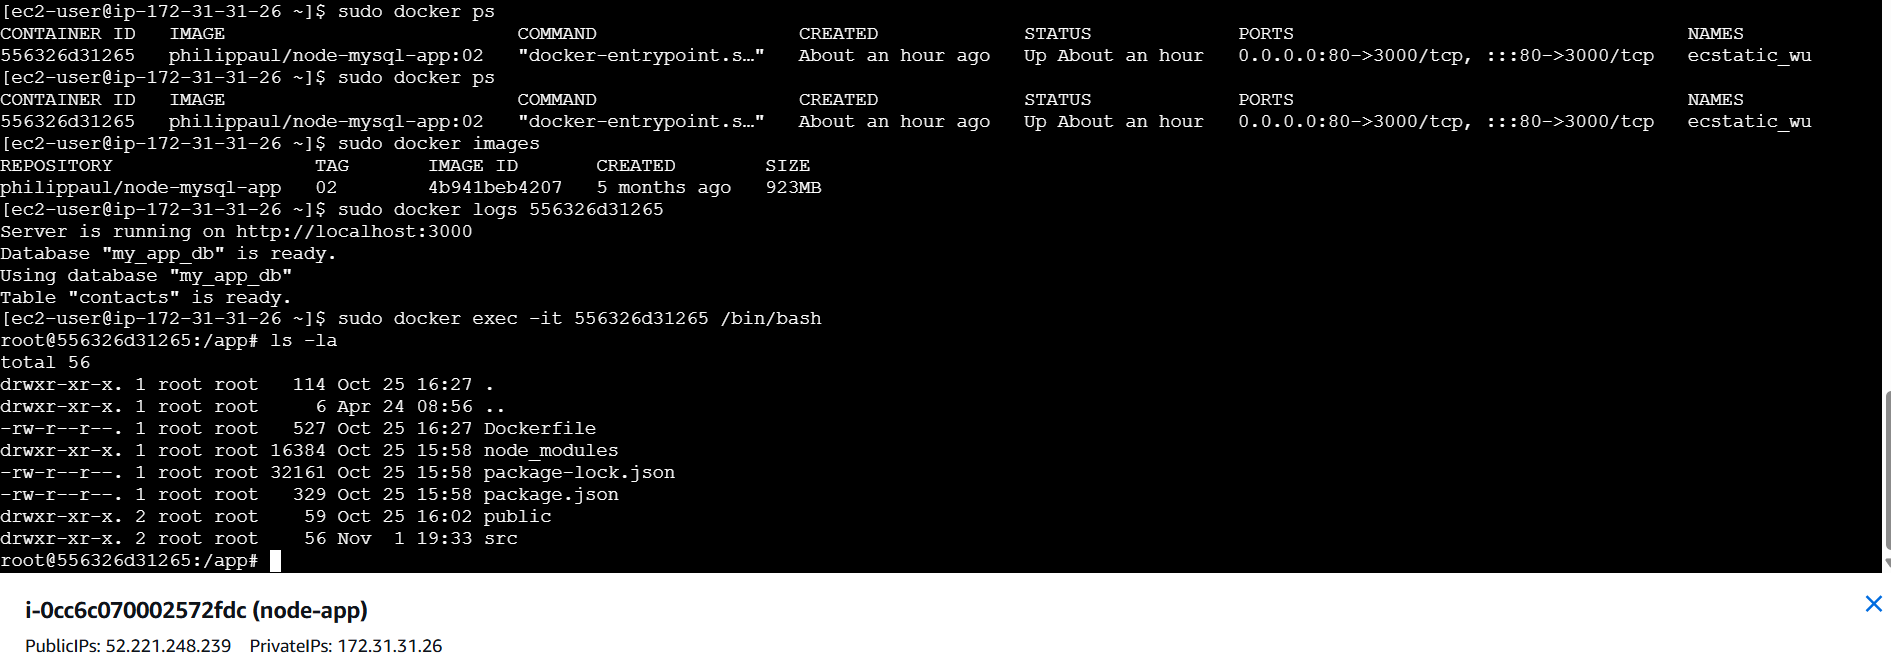 [ec2-user@ip-172-31-31-26 ~]$ sudo docker ps
CONTAINER ID   IMAGE                          COMMAND                  CREATED             STATUS             PORTS                                   NAMES
556326d31265   philippaul/node-mysql-app:02   "docker-entrypoint.s…"   About an hour ago   Up About an hour   0.0.0.0:80->3000/tcp, :::80->3000/tcp   ecstatic_wu
[ec2-user@ip-172-31-31-26 ~]$ sudo docker ps
CONTAINER ID   IMAGE                          COMMAND                  CREATED             STATUS             PORTS                                   NAMES
556326d31265   philippaul/node-mysql-app:02   "docker-entrypoint.s…"   About an hour ago   Up About an hour   0.0.0.0:80->3000/tcp, :::80->3000/tcp   ecstatic_wu
[ec2-user@ip-172-31-31-26 ~]$ sudo docker images
REPOSITORY                  TAG       IMAGE ID       CREATED        SIZE
philippaul/node-mysql-app   02        4b941beb4207   5 months ago   923MB
[ec2-user@ip-172-31-31-26 ~]$ sudo docker logs 556326d31265
Server is running on http://localhost:3000
Database "my_app_db" is ready.
Using database "my_app_db"
Table "contacts" is ready.
[ec2-user@ip-172-31-31-26 ~]$ sudo docker exec -it 556326d31265 /bin/bash
root@556326d31265:/app# ls -la
total 56
drwxr-xr-x. 1 root root   114 Oct 25 16:27 .
drwxr-xr-x. 1 root root     6 Apr 24 08:56 ..
-rw-r--r--. 1 root root   527 Oct 25 16:27 Dockerfile
drwxr-xr-x. 1 root root 16384 Oct 25 15:58 node_modules
-rw-r--r--. 1 root root 32161 Oct 25 15:58 package-lock.json
-rw-r--r--. 1 root root   329 Oct 25 15:58 package.json
drwxr-xr-x. 2 root root    59 Oct 25 16:02 public
drwxr-xr-x. 2 root root    56 Nov  1 19:33 src
root@556326d31265:/app#
i-0cc6c070002572fdc (node-app)
PublicIPs: 52.221.248.239   PrivateIPs: 172.31.31.26